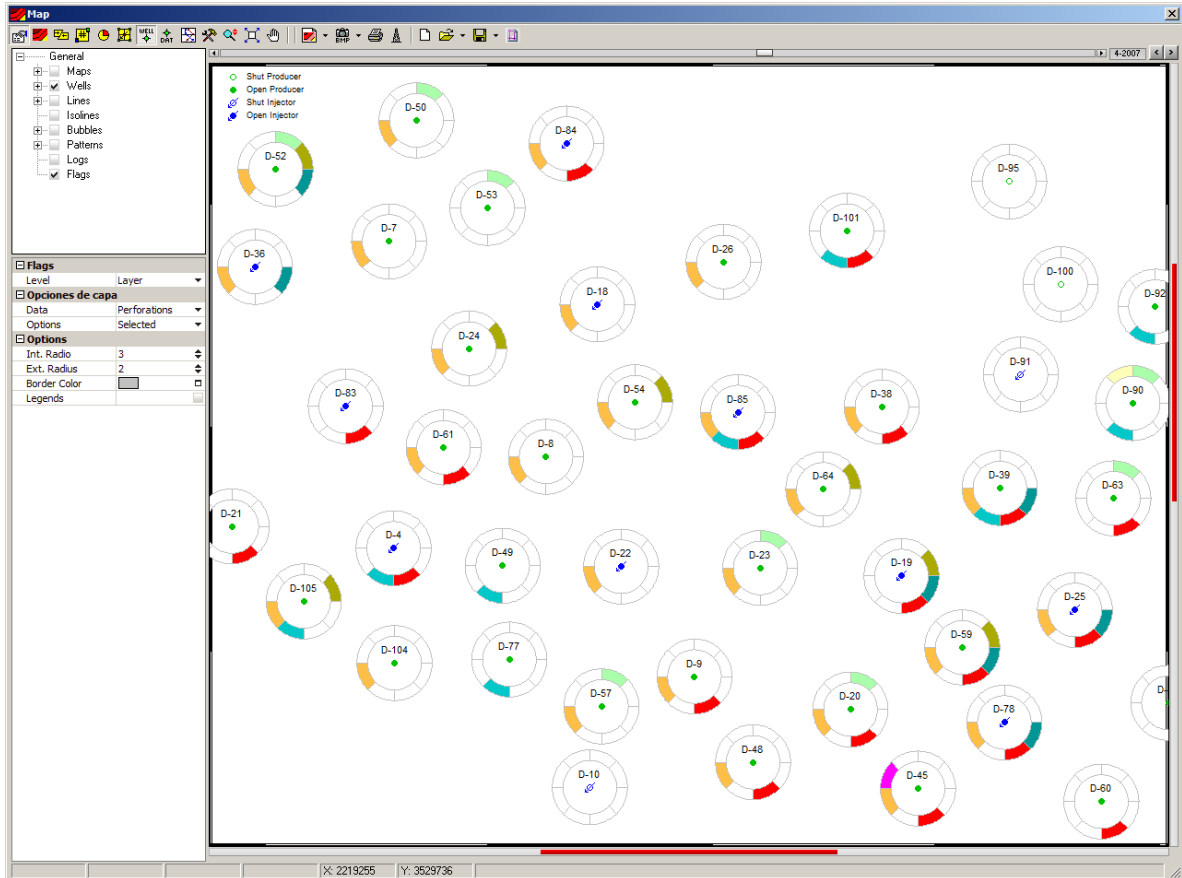 Map
WELL
DAT
BMP
4-2007
General
Maps
Wells
Lines
Isolines
Bubbles
Patterns
Logs
Flags
Flags
Level Layer
Opciones de capa
Data Perforations
Options Selected
Options
Int. Radio 3
Ext. Radius 2
Border Color
Legends
Shut Producer
Open Producer
Shut Injector
Open Injector
D-50
D-84
D-52
D-95
D-53
D-101
D-7
D-26
D-36
D-100
D-18
D-92
D-24
D-91
D-83
D-54
D-85
D-38
D-90
D-61
D-8
D-64
D-39
D-63
D-21
D-4
D-49
D-22
D-23
D-19
D-105
D-25
D-59
D-104
D-77
D-9
D-57
D-20
D-78
D-
D-48
D-10
D-45
D-60
X: 2219255 Y: 3529736